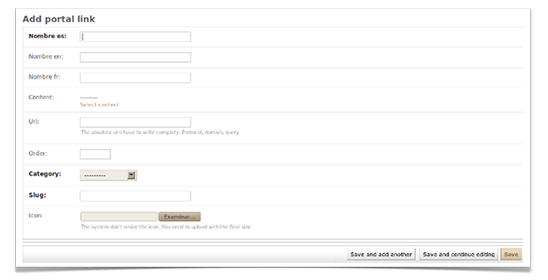 Add portal link
Nombre es:
Nombre en:
Nombre fr:
Content: --------
Select content
Url:
The absolute urls have to write complety: Protocol, domain, query
Order:
Category: ---------
Slug:
Icon: Examinar...
The system don't resize the icon. You need to upload with the final size
Save and add another Save and continue editing Save